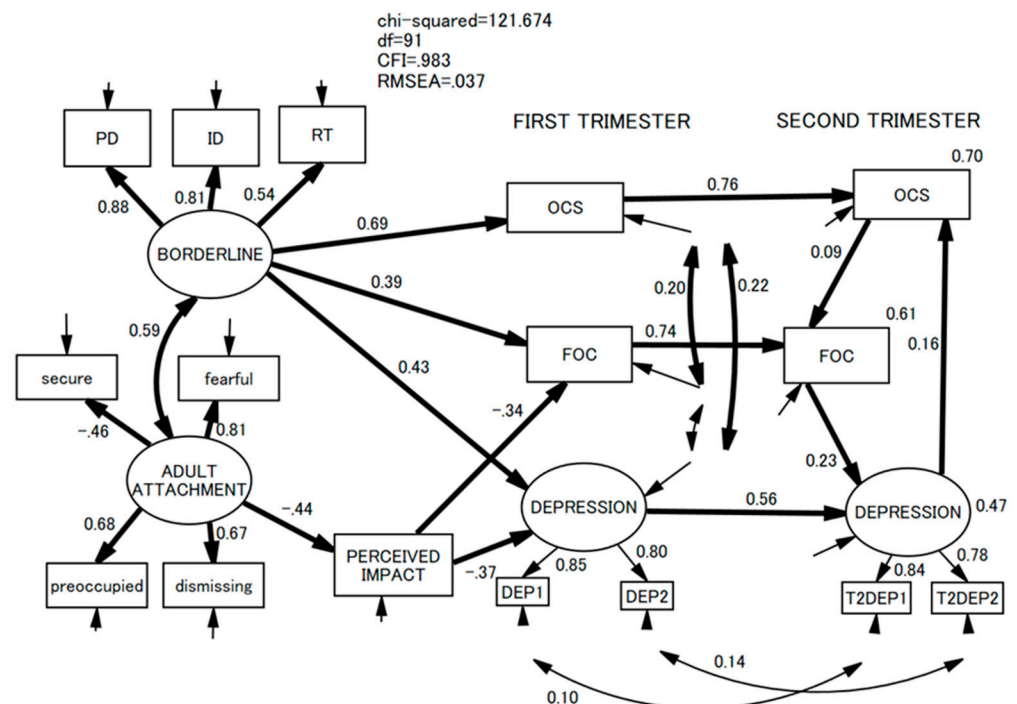 chi-squared=121.674
df=91
CFI=.983
RMSEA=.037
FIRST TRIMESTER
SECOND TRIMESTER
PD
ID
RT
0.88
0.81
0.54
BORDERLINE
0.69
0.39
0.43
OCS
0.76
OCS
0.70
0.09
0.20
0.22
0.59
FOC
0.74
FOC
0.61
0.16
secure
fearful
-.46
0.81
-.34
ADULT
ATTACHMENT
-.44
0.68
0.67
preoccupied
dismissing
PERCEIVED
IMPACT
-.37
0.23
DEPRESSION
0.56
DEPRESSION
0.47
0.85
0.80
0.84
0.78
DEP1
DEP2
T2DEP1
T2DEP2
0.14
0.10